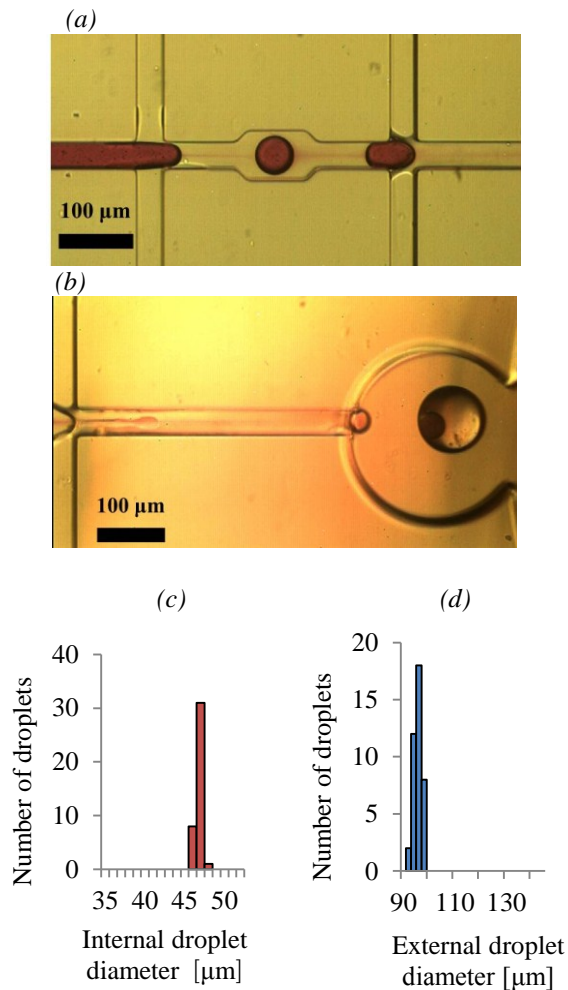 (a)
100 μm
(b)
100 μm
(c)
(d)
Number of droplets
40
30
20
10
0
35 40 45 50
Internal droplet
diameter [μm]
Number of droplets
20
15
10
5
0
90 110 130
External droplet
diameter [μm]